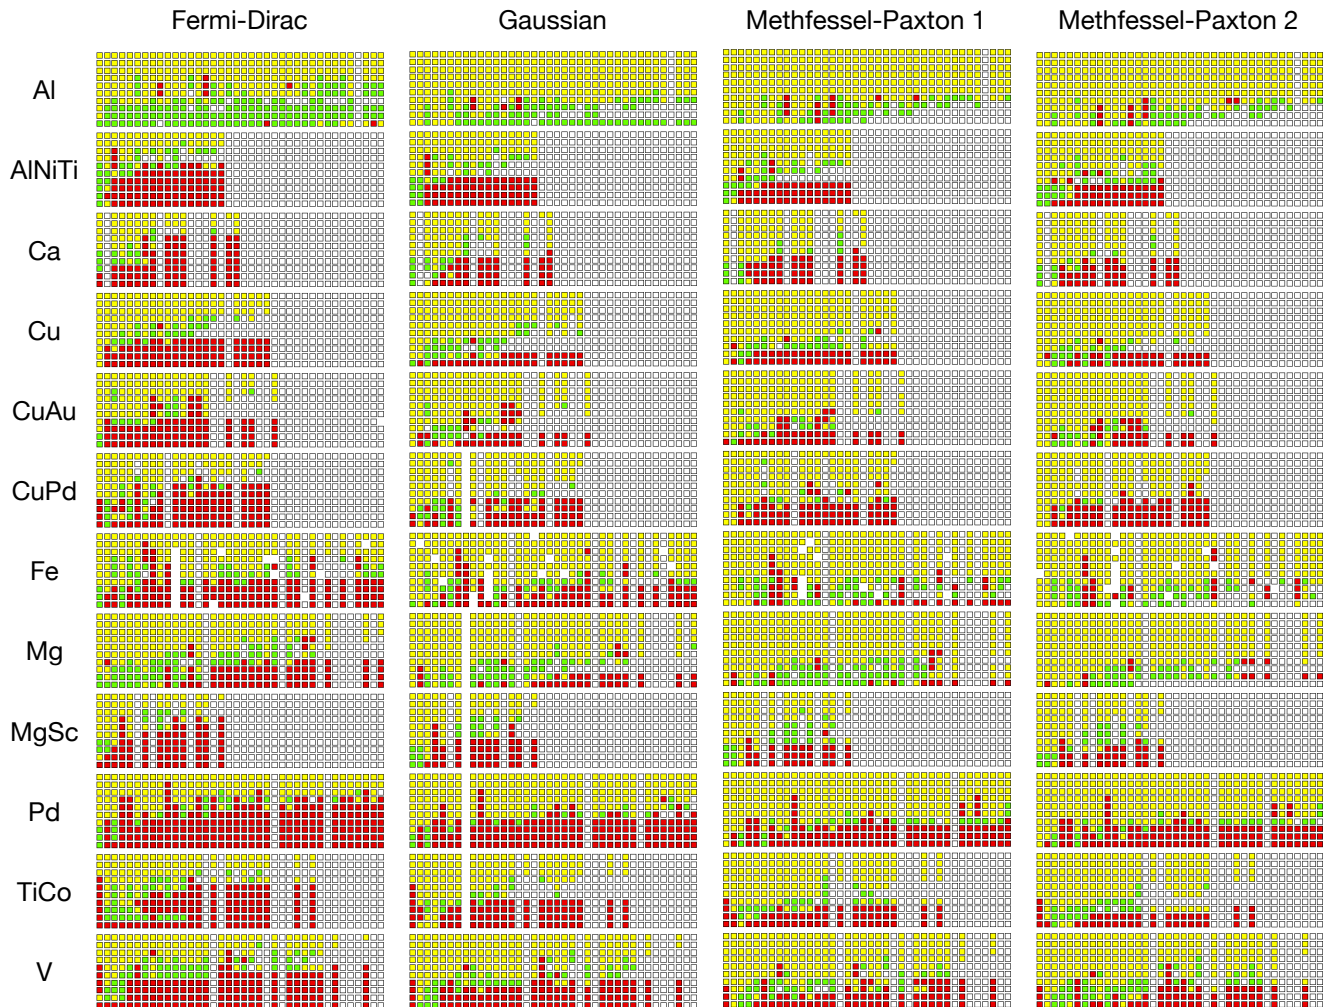 Fermi-Dirac Gaussian Methfessel-Paxton 1 Methfessel-Paxton 2
Al
AlNiTi
Ca
Cu
CuAu
CuPd
Fe
Mg
MgSc
Pd
TiCo
V